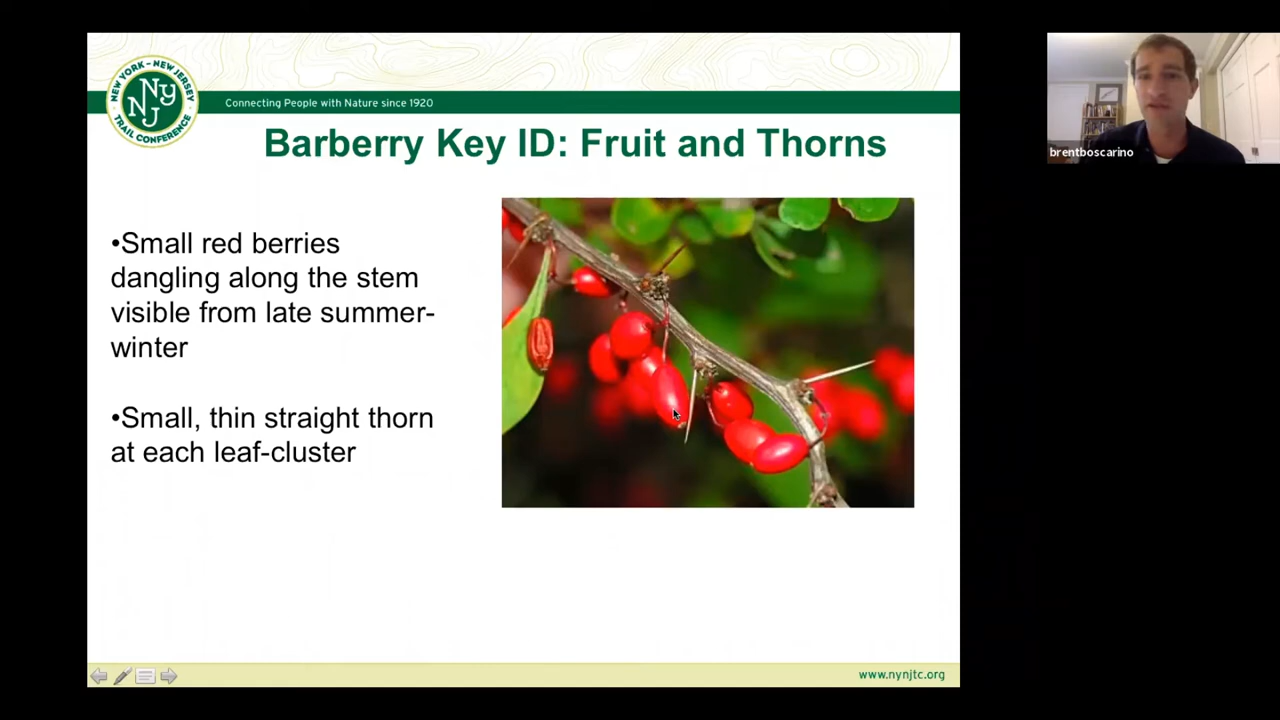 NEW YORK - NEW JERSEY
NY
NJ
TRAIL CONFERENCE
Connecting People with Nature since 1920
Barberry Key ID: Fruit and Thorns
brentboscarino
•Small red berries
dangling along the stem
visible from late summer-
winter
•Small, thin straight thorn
at each leaf-cluster
www.nynjtc.org